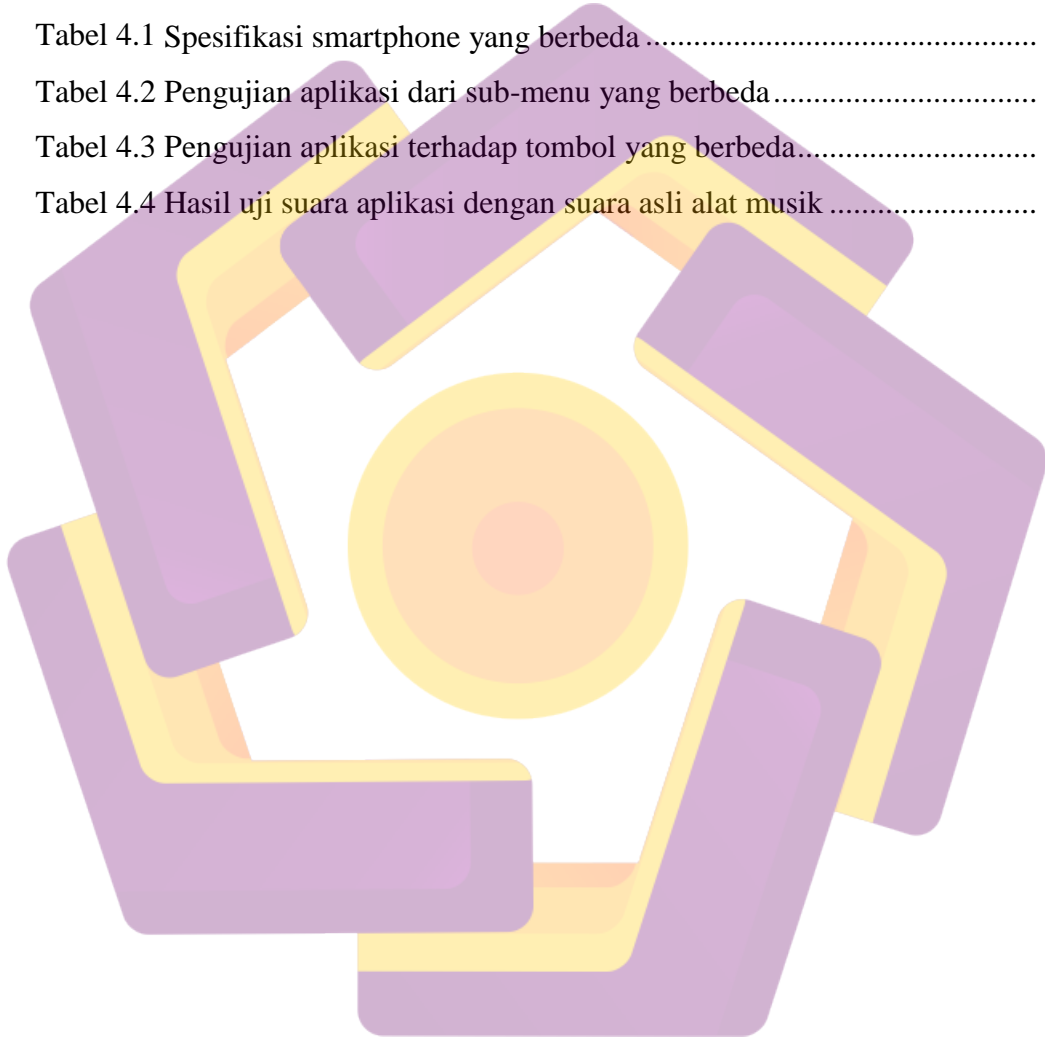 Tabel 4.1 Spesifikasi smartphone yang berbeda ............................................
Tabel 4.2 Pengujian aplikasi dari sub-menu yang berbeda .............................
Tabel 4.3 Pengujian aplikasi terhadap tombol yang berbeda ..........................
Tabel 4.4 Hasil uji suara aplikasi dengan suara asli alat musik .......................